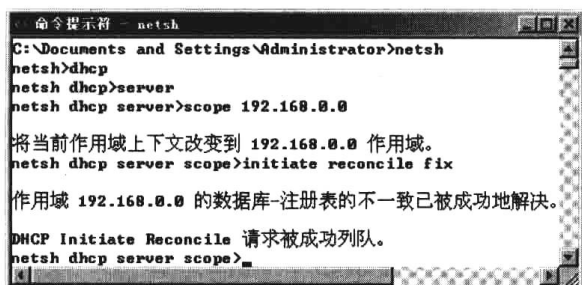 命令提示符 - netsh
C:\Documents and Settings\Administrator>netsh
netsh>dhcp
netsh dhcp>server
netsh dhcp server>scope 192.168.0.0
将当前作用域上下文改变到 192.168.0.0 作用域。
netsh dhcp server scope>initiate reconcile fix
作用域 192.168.0.0 的数据库-注册表的不一致已被成功地解决。
DHCP Initiate Reconcile 请求被成功列队。
netsh dhcp server scope>